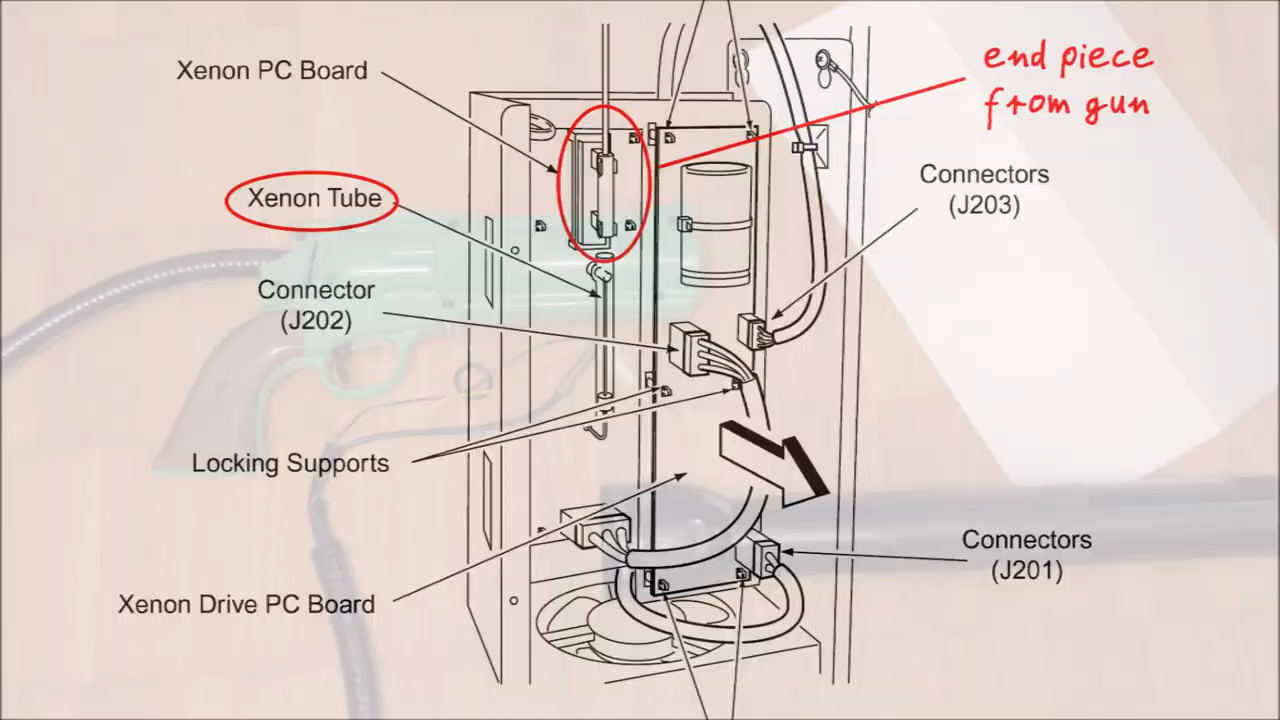 Xenon PC Board
end piece
from gun
Xenon Tube
Connectors
(J203)
Connector
(J202)
Locking Supports
Connectors
(J201)
Xenon Drive PC Board